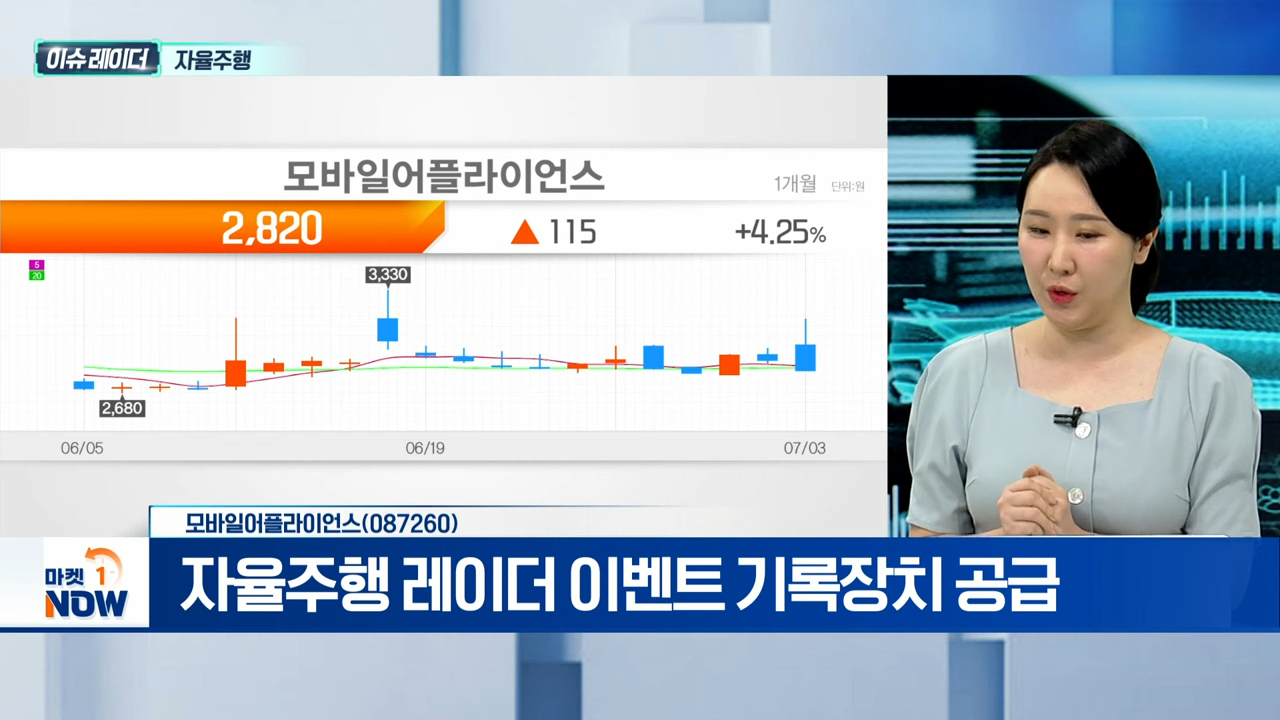 이슈 레이더 자율주행
모바일어플라이언스
1개월 단위:원
2,820 ▲ 115 +4.25%
5
20
3,330
2,680
06/05 06/19 07/03
모바일어플라이언스(087260)
마켓 1
NOW
자율주행 레이더 이벤트 기록장치 공급